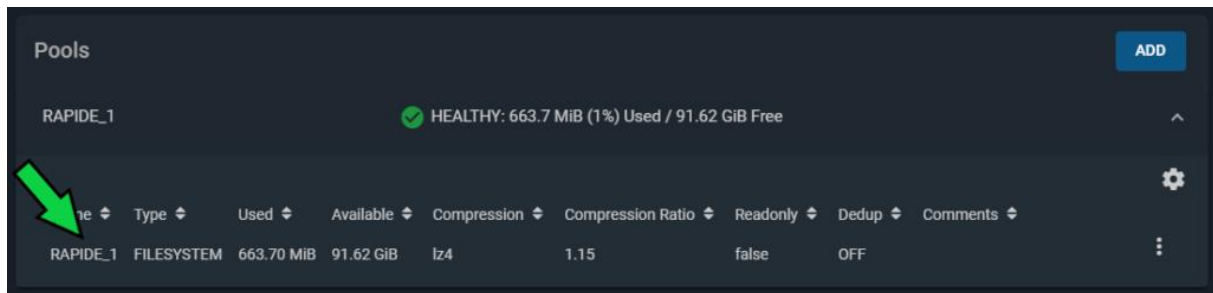 Pools
ADD
RAPIDE_1 HEALTHY: 663.7 MiB (1%) Used / 91.62 GiB Free
Type Used Available Compression Compression Ratio Readonly Dedup Comments
RAPIDE_1 FILESYSTEM 663.70 MiB 91.62 GiB lz4 1.15 false OFF